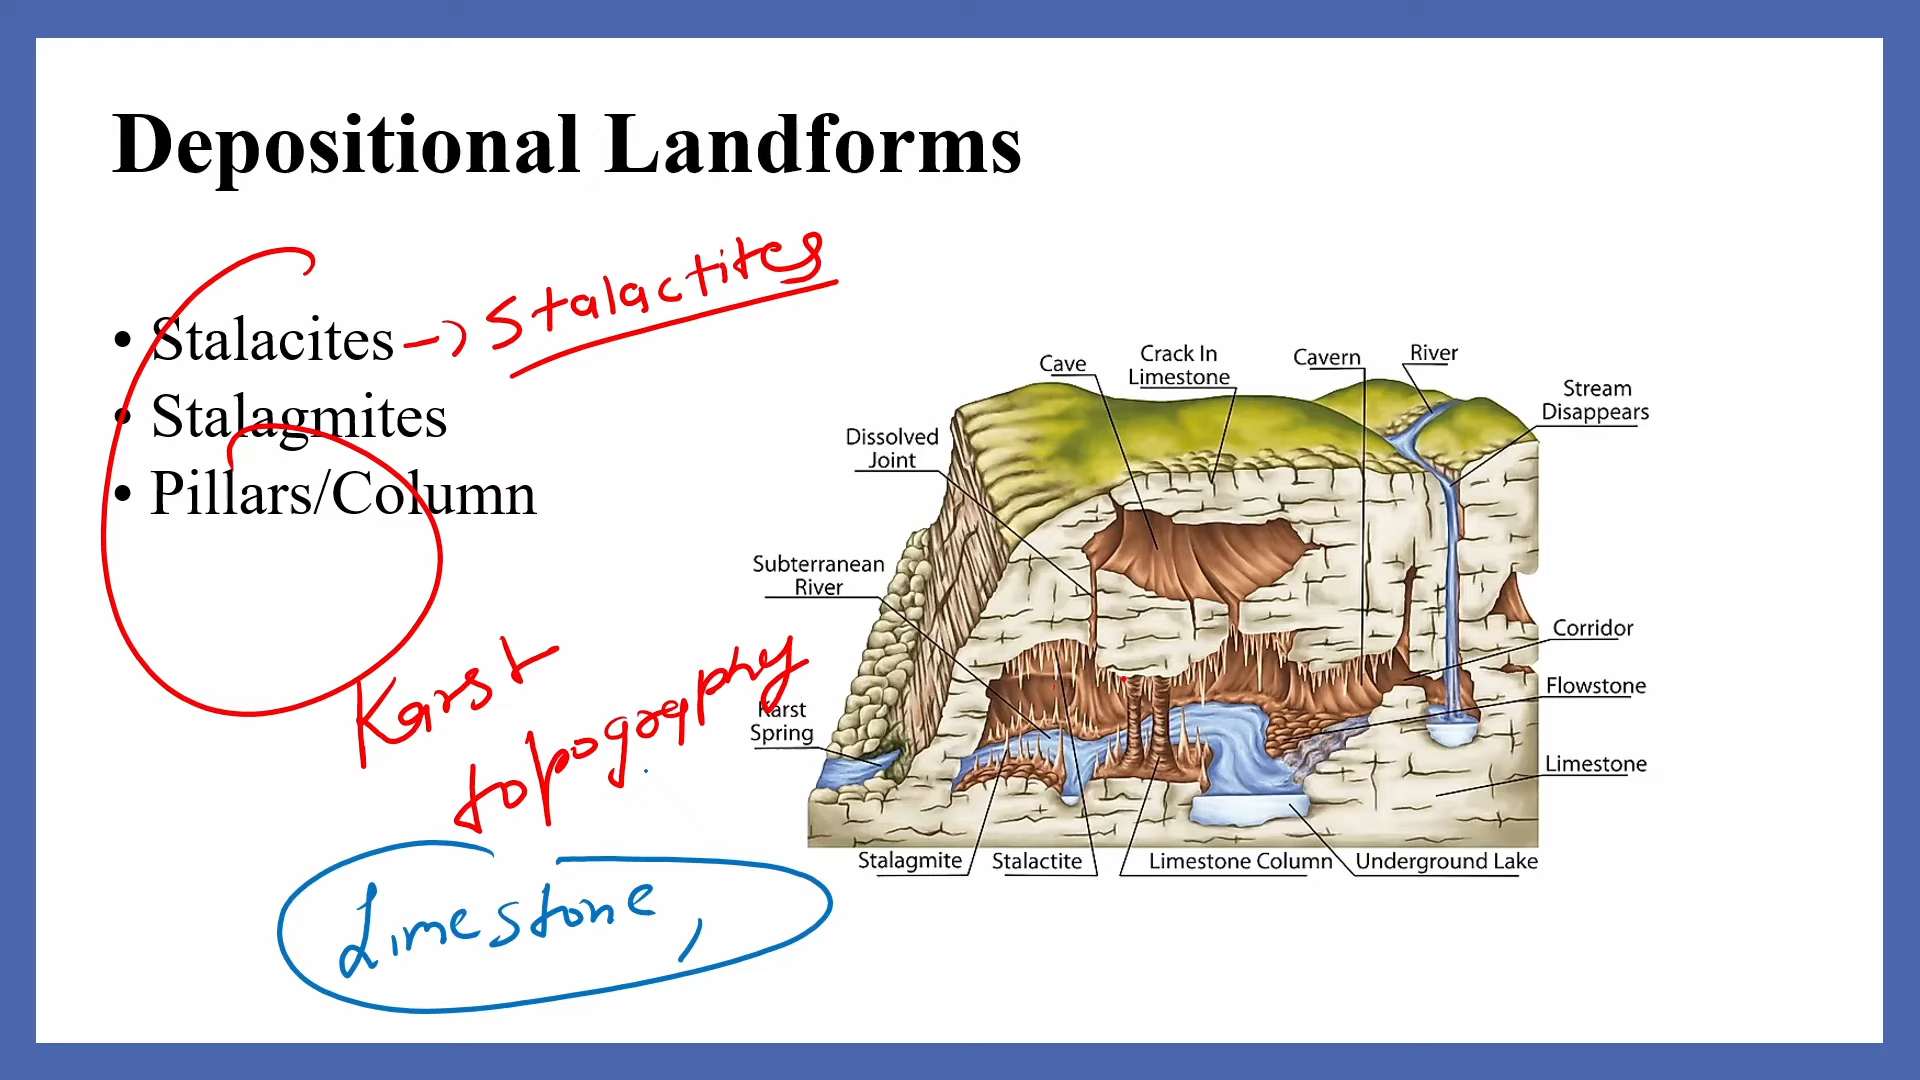 Depositional Landforms
• Stalacites → Stalactites
• Stalagmites
• Pillars/Column
Karst
topography
Limestone,
Cave
Crack In
Limestone
Cavern
River
Stream
Disappears
Dissolved
Joint
Subterranean
River
Corridor
Flowstone
Karst
Spring
Limestone
Stalagmite
Stalactite
Limestone Column
Underground Lake